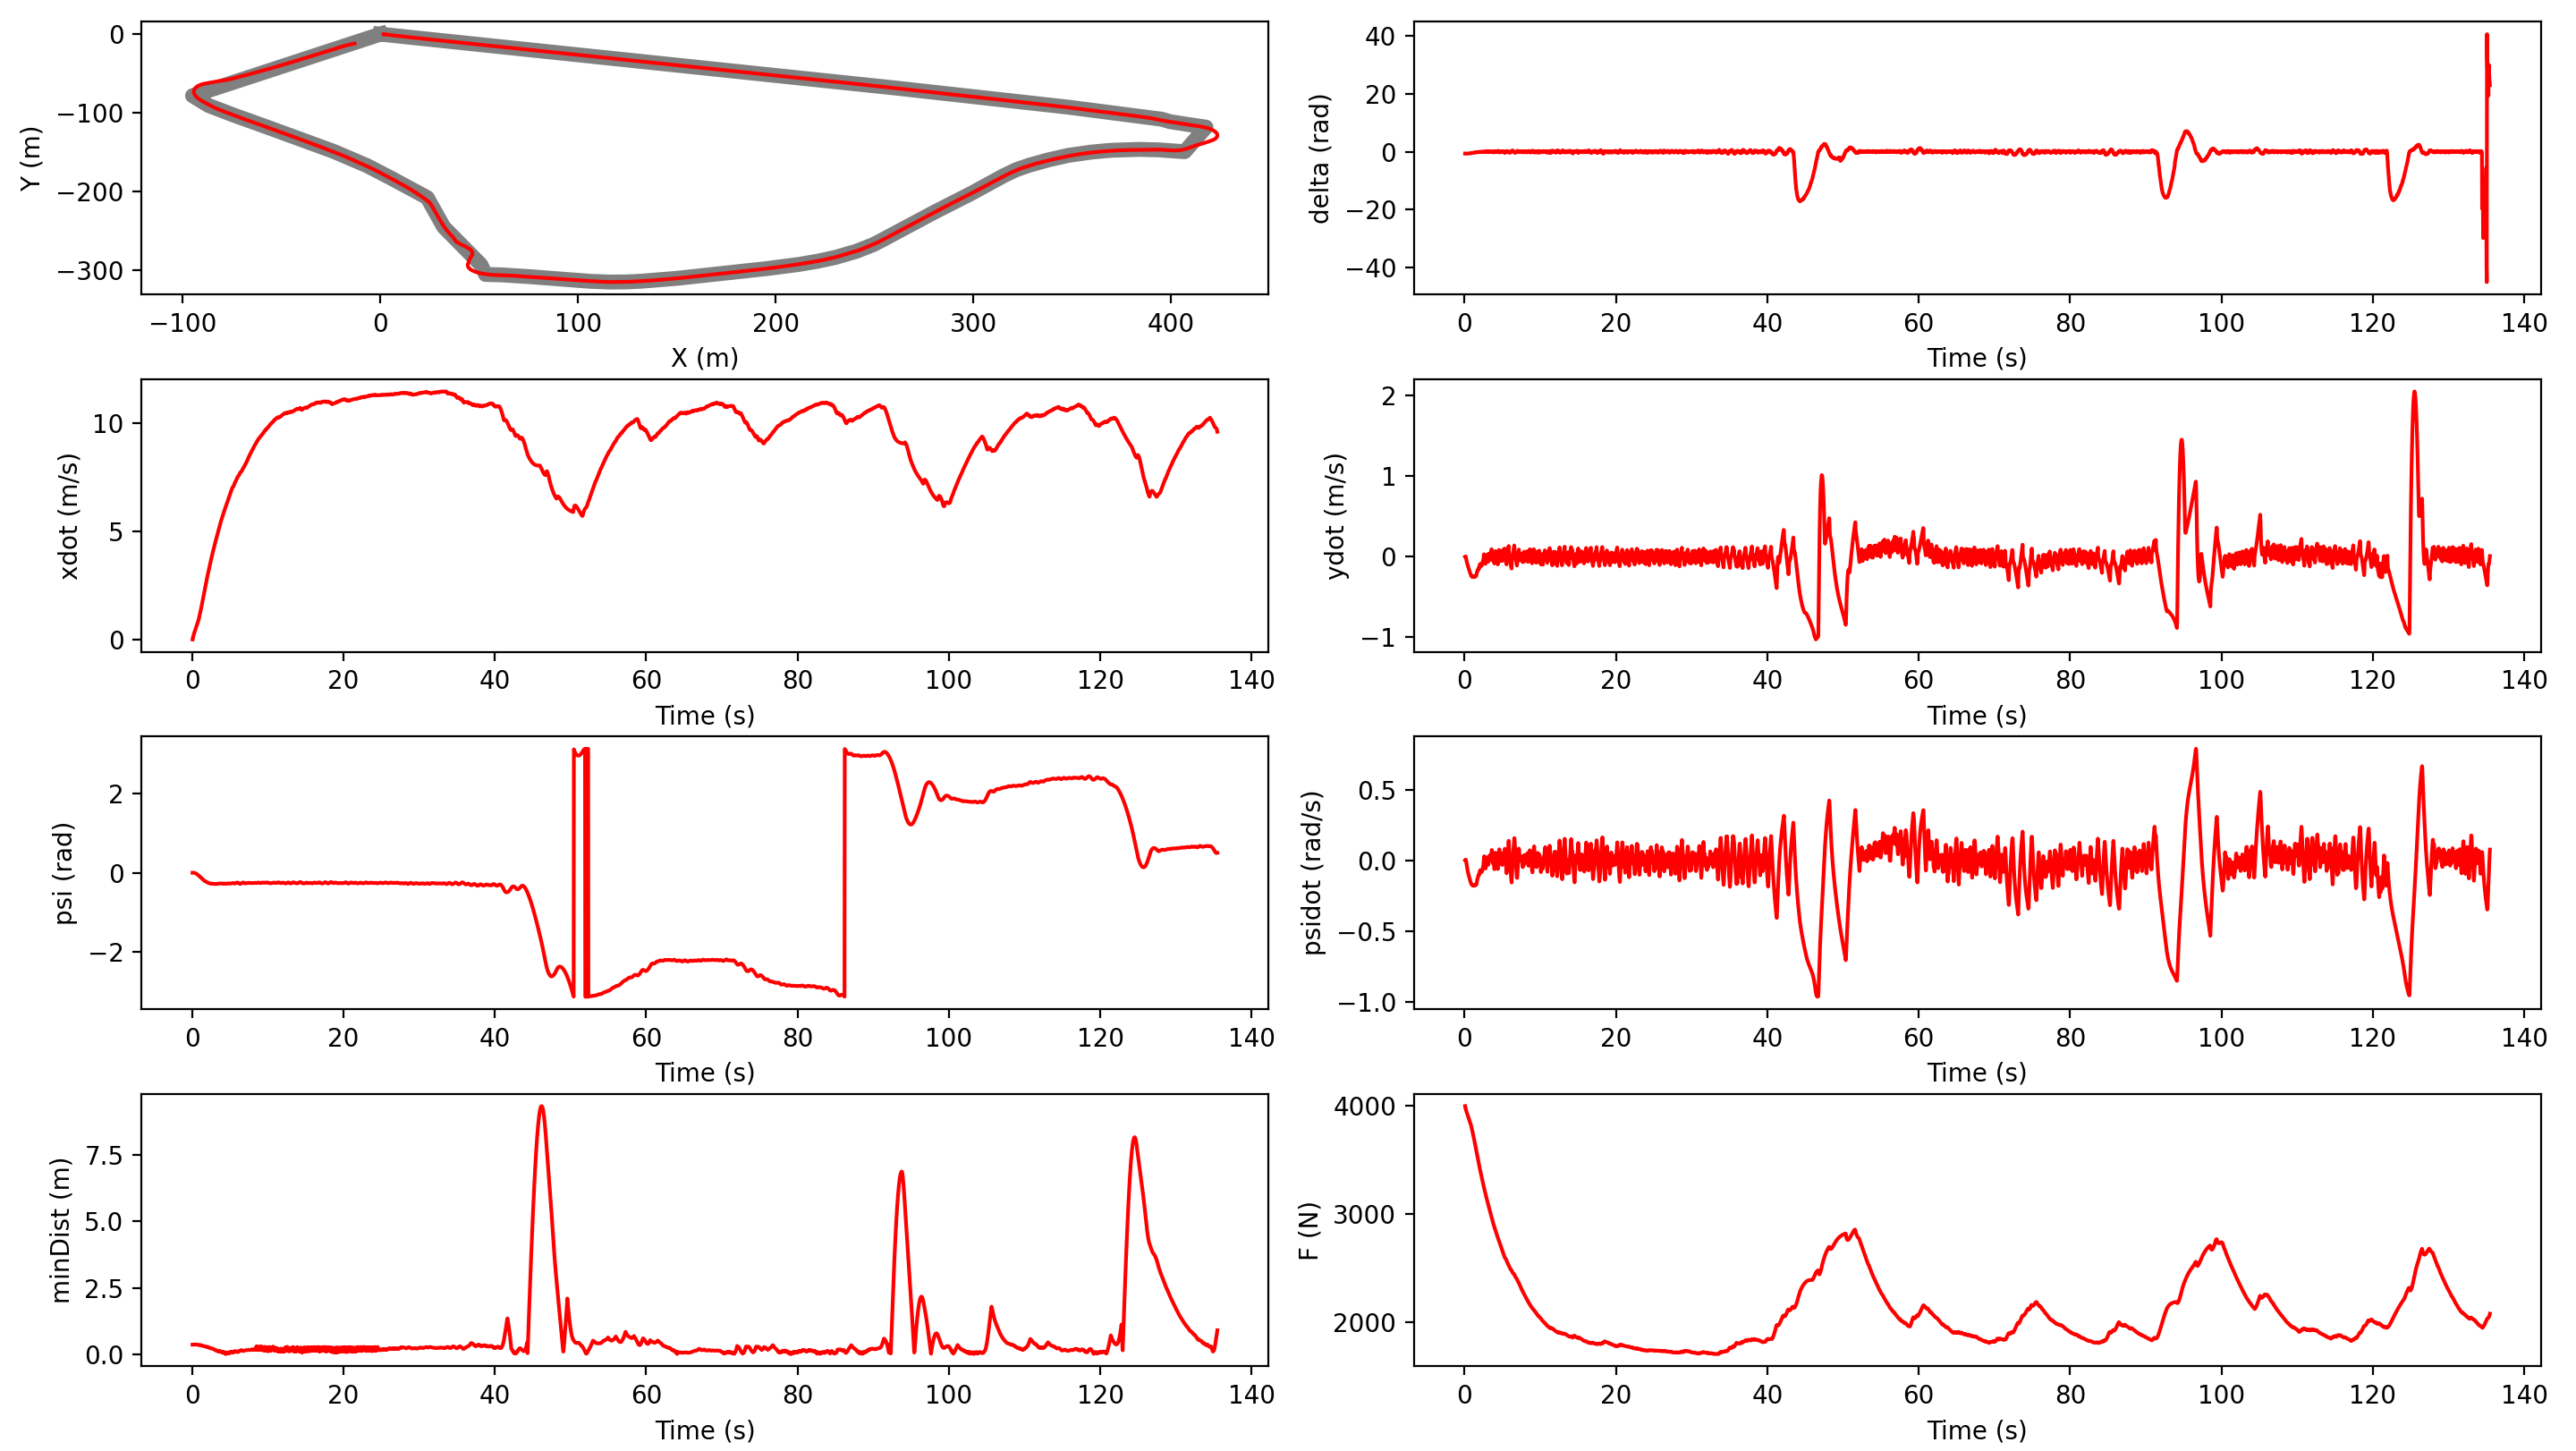 0
−100
−200
−300
Y (m)
−100 0 100 200 300 400
X (m)
40
20
0
−20
−40
delta (rad)
0 20 40 60 80 100 120 140
Time (s)
10
5
0
xdot (m/s)
0 20 40 60 80 100 120 140
Time (s)
2
1
0
−1
ydot (m/s)
0 20 40 60 80 100 120 140
Time (s)
2
0
−2
psi (rad)
0 20 40 60 80 100 120 140
Time (s)
0.5
0.0
−0.5
−1.0
psidot (rad/s)
0 20 40 60 80 100 120 140
Time (s)
7.5
5.0
2.5
0.0
minDist (m)
0 20 40 60 80 100 120 140
Time (s)
4000
3000
2000
F (N)
0 20 40 60 80 100 120 140
Time (s)